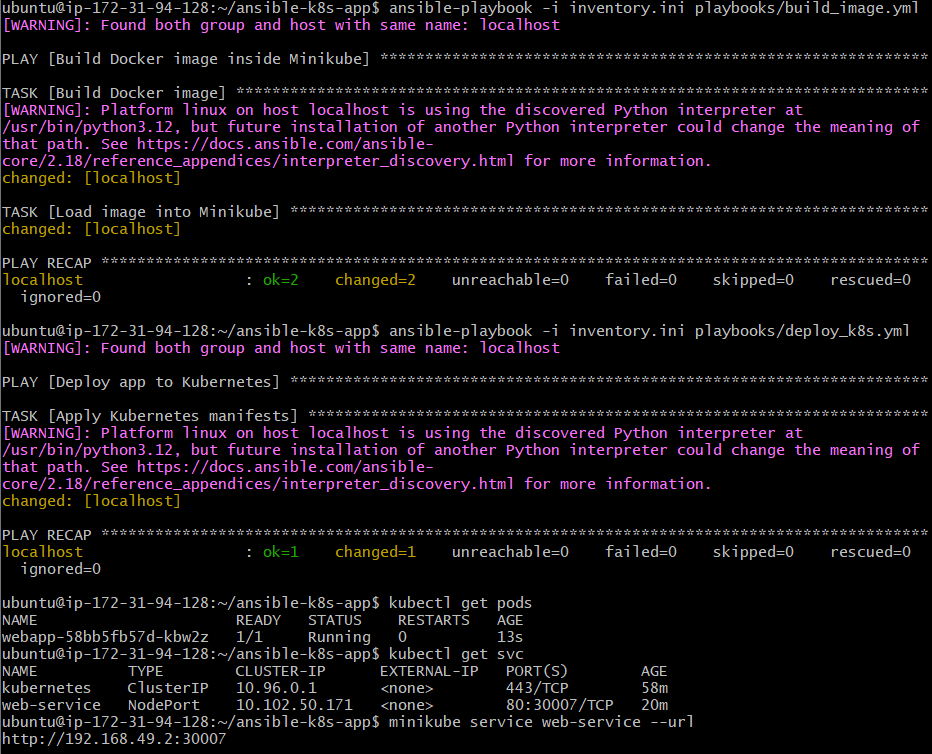 ubuntu@ip-172-31-94-128:~/ansible-k8s-app$ ansible-playbook -i inventory.ini playbooks/build_image.yml
[WARNING]: Found both group and host with same name: localhost
PLAY [Build Docker image inside Minikube] *************************************************************
TASK [Build Docker image] *****************************************************************************
[WARNING]: Platform linux on host localhost is using the discovered Python interpreter at
/usr/bin/python3.12, but future installation of another Python interpreter could change the meaning of
that path. See https://docs.ansible.com/ansible-
core/2.18/reference_appendices/interpreter_discovery.html for more information.
changed: [localhost]
TASK [Load image into Minikube] ***********************************************************************
changed: [localhost]
PLAY RECAP ********************************************************************************************
localhost                  : ok=2    changed=2    unreachable=0    failed=0    skipped=0    rescued=0
  ignored=0
ubuntu@ip-172-31-94-128:~/ansible-k8s-app$ ansible-playbook -i inventory.ini playbooks/deploy_k8s.yml
[WARNING]: Found both group and host with same name: localhost
PLAY [Deploy app to Kubernetes] ***********************************************************************
TASK [Apply Kubernetes manifests] *********************************************************************
[WARNING]: Platform linux on host localhost is using the discovered Python interpreter at
/usr/bin/python3.12, but future installation of another Python interpreter could change the meaning of
that path. See https://docs.ansible.com/ansible-
core/2.18/reference_appendices/interpreter_discovery.html for more information.
changed: [localhost]
PLAY RECAP ********************************************************************************************
localhost                  : ok=1    changed=1    unreachable=0    failed=0    skipped=0    rescued=0
  ignored=0
ubuntu@ip-172-31-94-128:~/ansible-k8s-app$ kubectl get pods
NAME                      READY   STATUS    RESTARTS   AGE
webapp-58bb5fb57d-kbw2z   1/1     Running   0          13s
ubuntu@ip-172-31-94-128:~/ansible-k8s-app$ kubectl get svc
NAME          TYPE        CLUSTER-IP      EXTERNAL-IP   PORT(S)        AGE
kubernetes    ClusterIP   10.96.0.1       <none>        443/TCP        58m
web-service   NodePort    10.102.50.171   <none>        80:30007/TCP   20m
ubuntu@ip-172-31-94-128:~/ansible-k8s-app$ minikube service web-service --url
http://192.168.49.2:30007